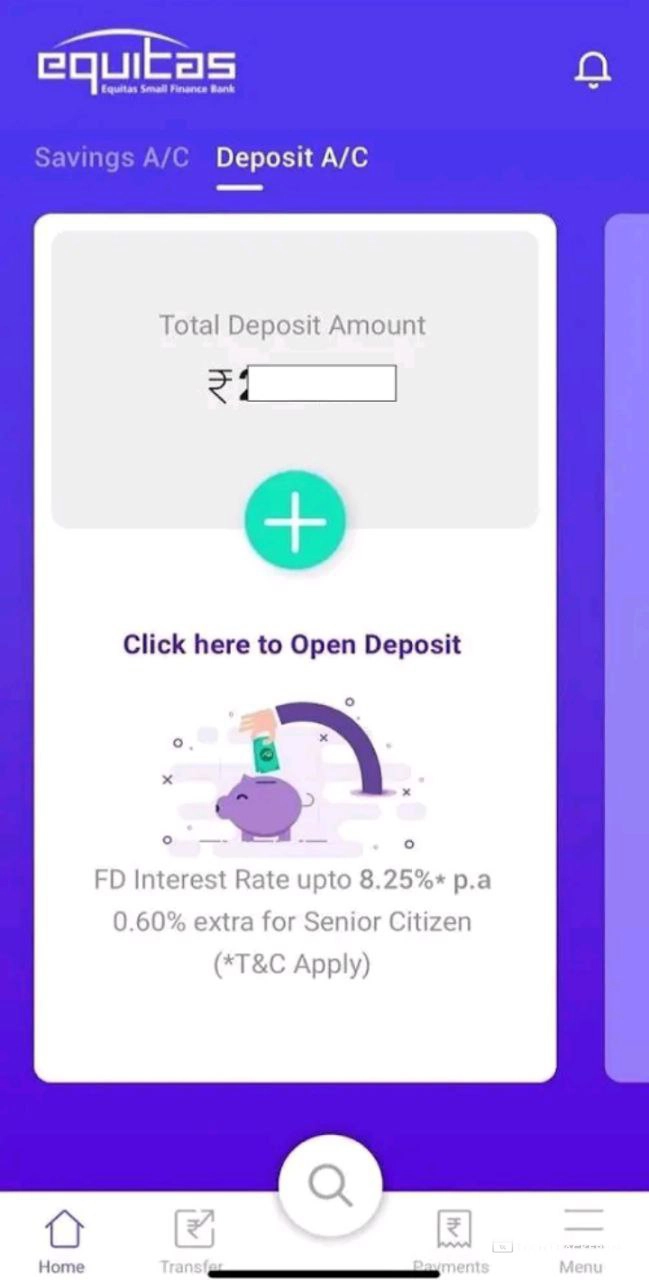 equitas
Equitas Small Finance Bank
Savings A/C Deposit A/C
Total Deposit Amount
₹
Click here to Open Deposit
FD Interest Rate upto 8.25%* p.a
0.60% extra for Senior Citizen
(*T&C Apply)
Home Transfer Payments Menu